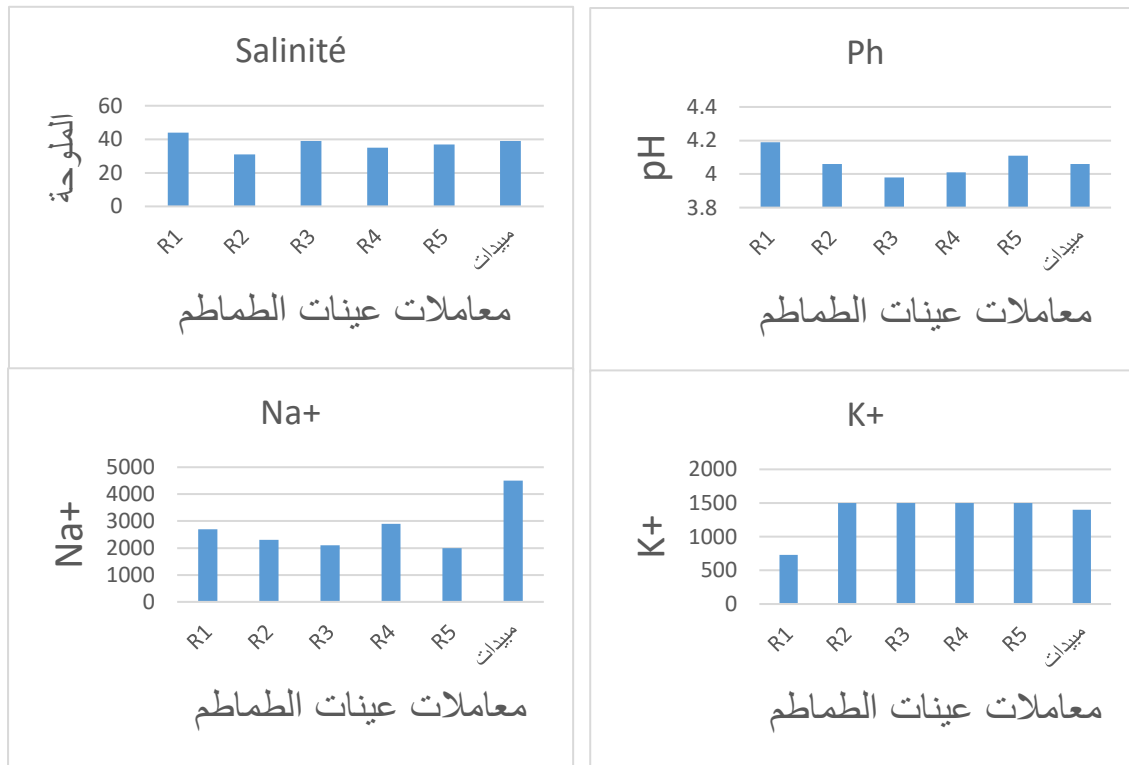 Salinité
الملوحة
60
40
20
0
R1 R2 R3 R4 R5 مبيدات
معاملات عينات الطماطم
Ph
pH
4.4
4.2
4
3.8
R1 R2 R3 R4 R5 مبيدات
معاملات عينات الطماطم
Na+
Na+
5000
4000
3000
2000
1000
0
R1 R2 R3 R4 R5 مبيدات
معاملات عينات الطماطم
K+
K+
2000
1500
1000
500
0
R1 R2 R3 R4 R5 مبيدات
معاملات عينات الطماطم